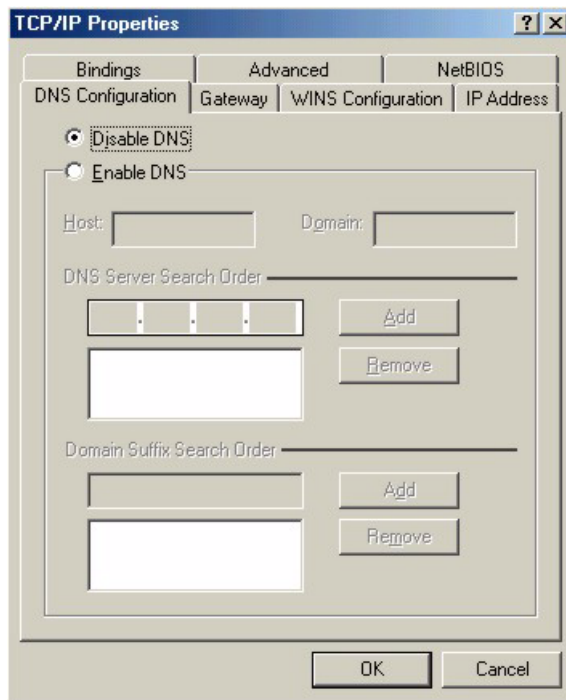 TCP/IP Properties
Bindings Advanced NetBIOS
DNS Configuration Gateway WINS Configuration IP Address
Disable DNS
Enable DNS
Host: Domain:
DNS Server Search Order
. . . Add
Remove
Domain Suffix Search Order
Add
Remove
OK Cancel